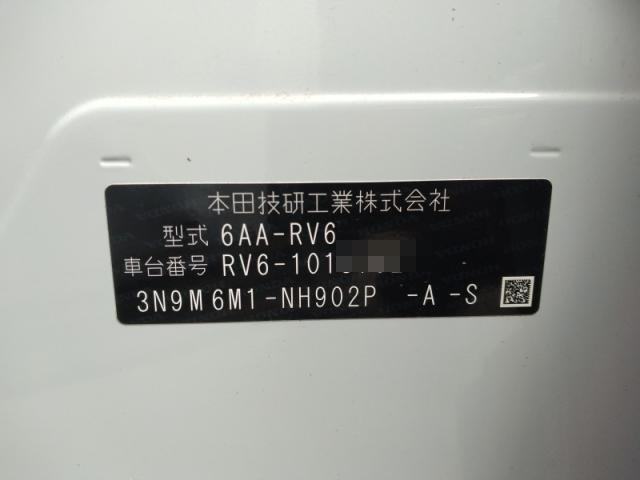 本田技研工業株式会社
型式 6AA-RV6
車台番号 RV6-101
3N9M6M1-NH902P -A -S